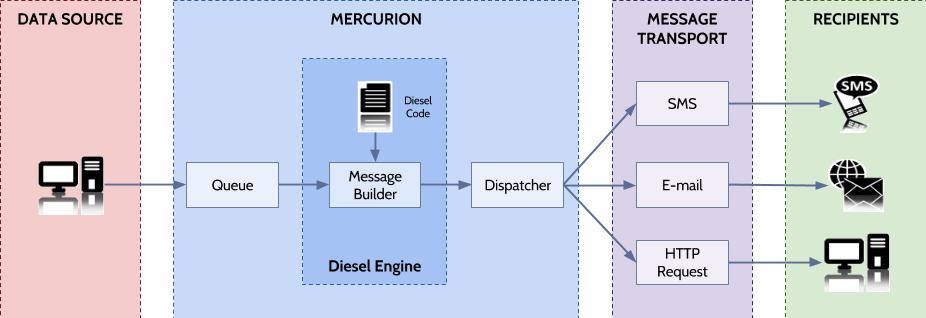 DATA SOURCE
MERCURION
MESSAGE
TRANSPORT
RECIPIENTS
Diesel
Code
Queue
Message
Builder
Dispatcher
Diesel Engine
SMS
E-mail
HTTP
Request
SMS